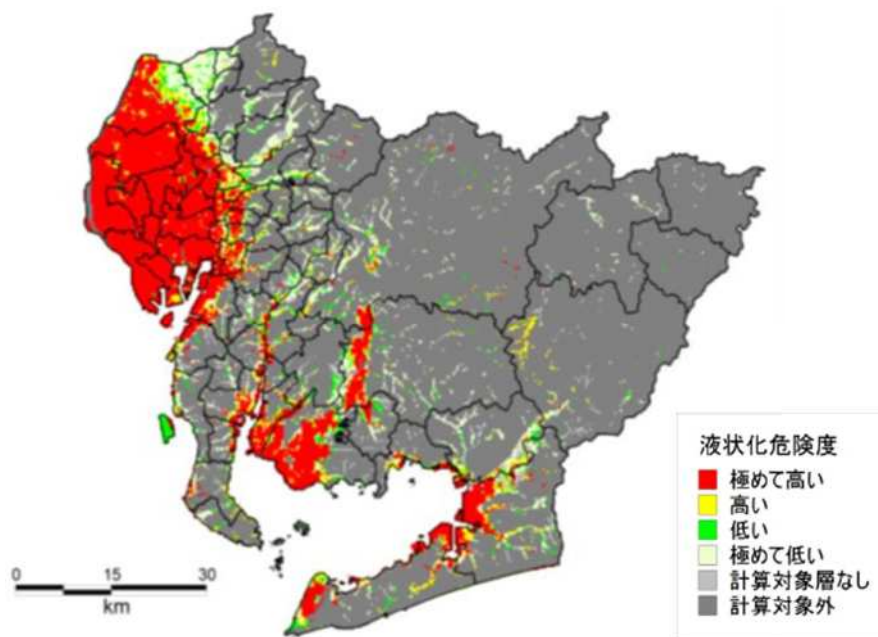 液状化危険度
極めて高い
高い
低い
極めて低い
計算対象層なし
計算対象外
0 15 30
km